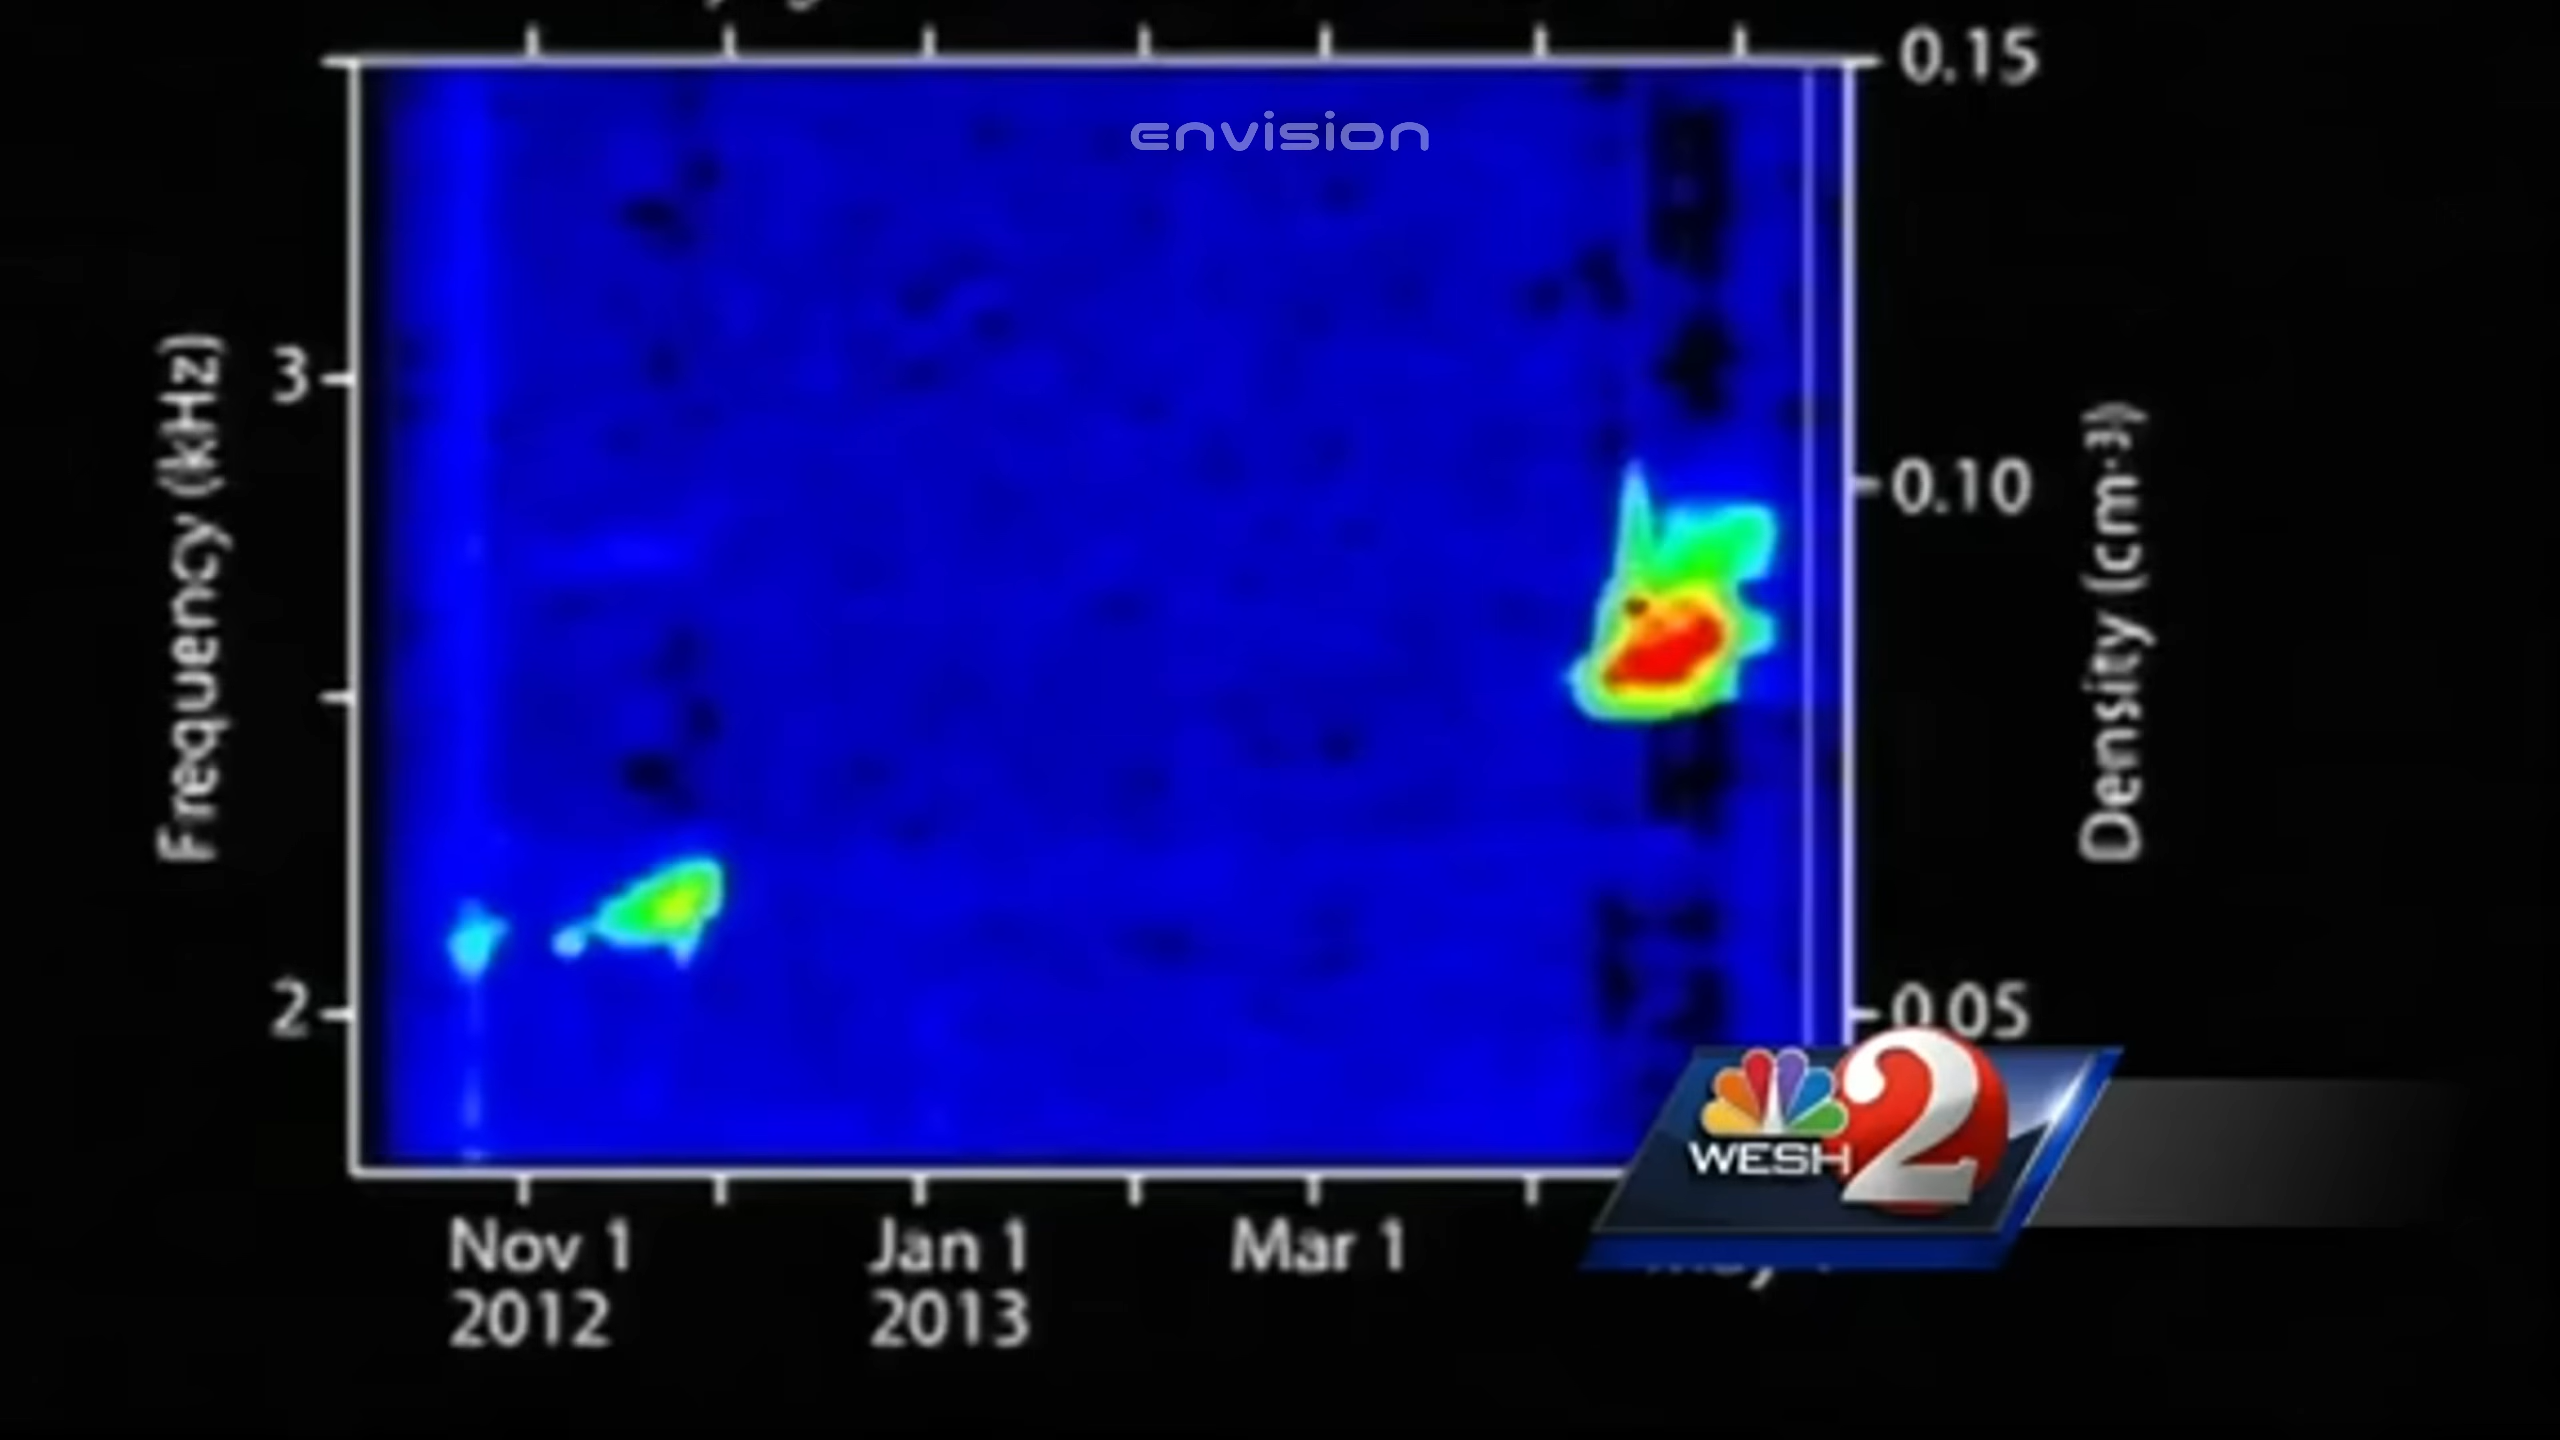 0.15
envision
3
Frequency (kHz)
0.10
Density (cm-3)
2
0.05
WESH 2
Nov 1
2012
Jan 1
2013
Mar 1